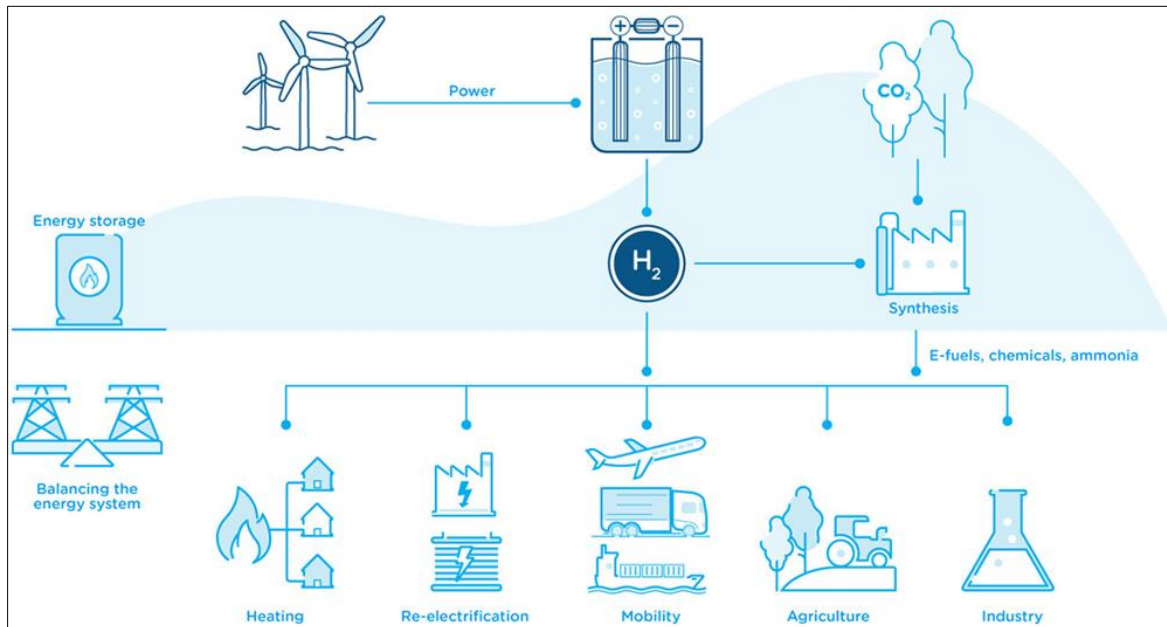 Power
+
−
CO₂
Energy storage
H₂
Synthesis
E-fuels, chemicals, ammonia
Balancing the
energy system
Heating
Re-electrification
Mobility
Agriculture
Industry